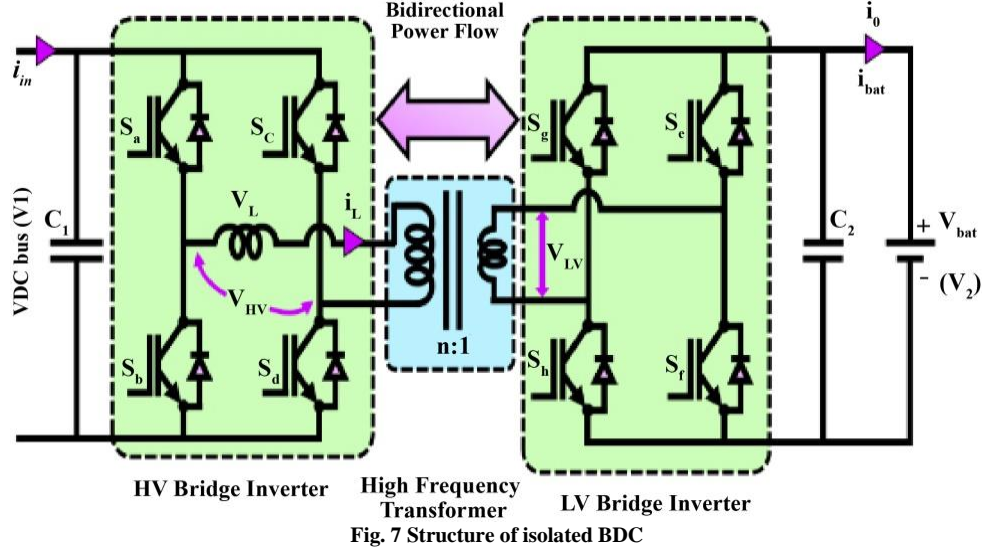 Bidirectional
Power Flow
i0
iin
ibat
Sa
SC
Sg
Se
VL
iL
C1
VDC bus (V1)
VHV
VLV
C2
+ Vbat
- (V2)
n:1
Sb
Sd
Sh
Sf
HV Bridge Inverter
High Frequency
Transformer
LV Bridge Inverter
Fig. 7 Structure of isolated BDC